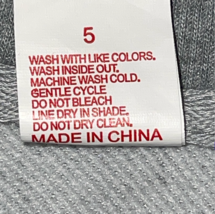 5
WASH WITH LIKE COLORS.
WASH INSIDE OUT.
MACHINE WASH COLD.
GENTLE CYCLE
DO NOT BLEACH
LINE DRY IN SHADE.
DO NOT DRY CLEAN.
MADE IN CHINA